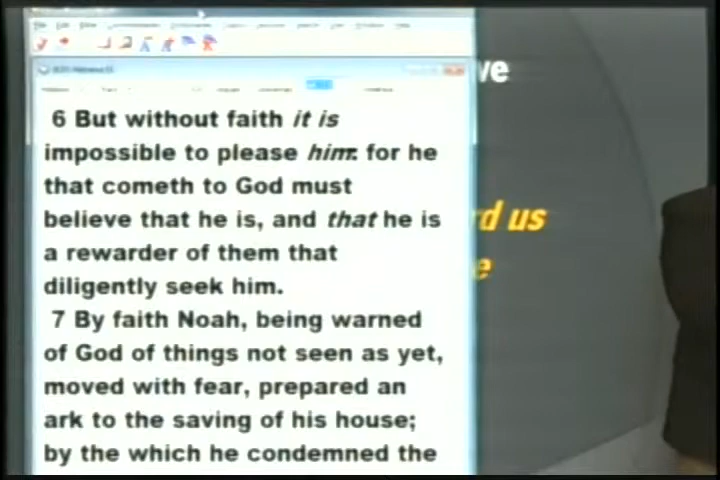 6 But without faith it is
impossible to please him: for he
that cometh to God must
believe that he is, and that he is
a rewarder of them that
diligently seek him.
7 By faith Noah, being warned
of God of things not seen as yet,
moved with fear, prepared an
ark to the saving of his house;
by the which he condemned the
us